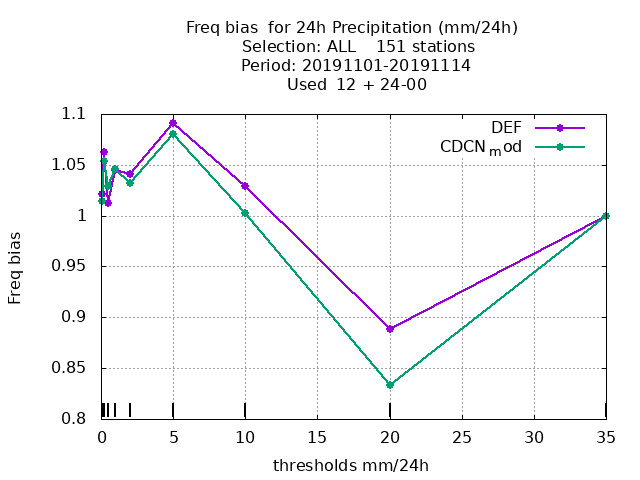 Freq bias  for 24h Precipitation (mm/24h)
Selection: ALL    151 stations
Period: 20191101-20191114
Used 12 + 24-00
DEF
CDCN_mod
1.1
1.05
1
0.95
0.9
0.85
0.8
Freq bias
0 5 10 15 20 25 30 35
thresholds mm/24h